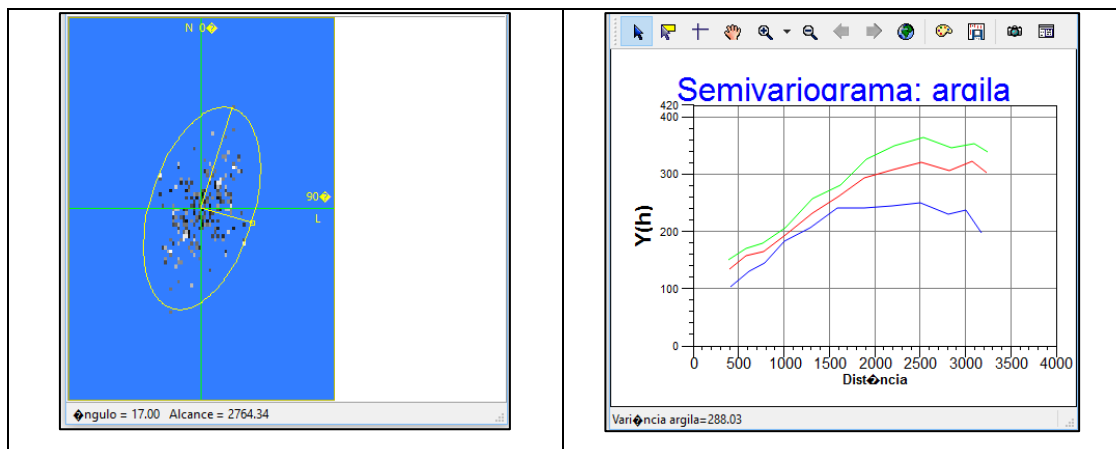 N 0�
90�
L
�ngulo = 17.00 Alcance = 2764.34
Semivariograma: argila
Y(h)
420
400
300
200
100
0
0 500 1000 1500 2000 2500 3000 3500 4000
Dist�ncia
Vari�ncia argila=288.03